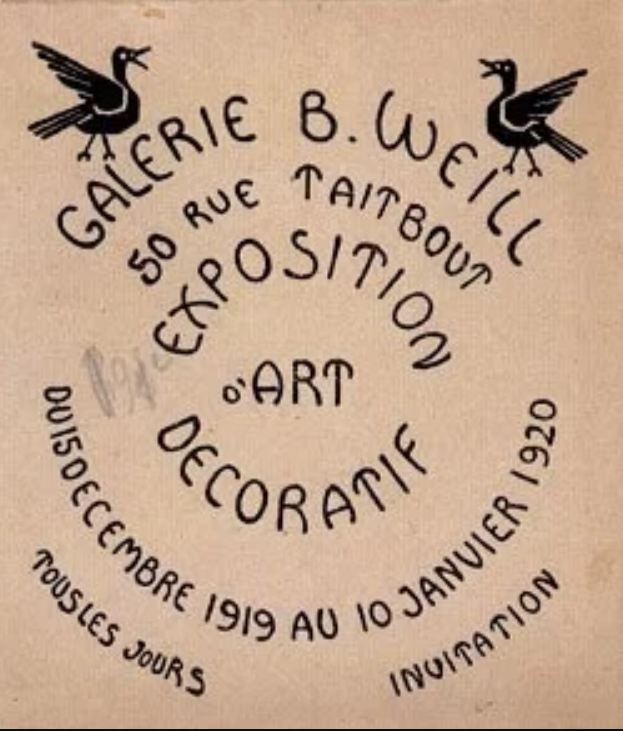 GALERIE B. WEILL
50 RUE TAITBOUT
EXPOSITION
D'ART
DECORATIF
DU 15 DECEMBRE 1919 AU 10 JANVIER 1920
TOUS LES JOURS
INVITATION